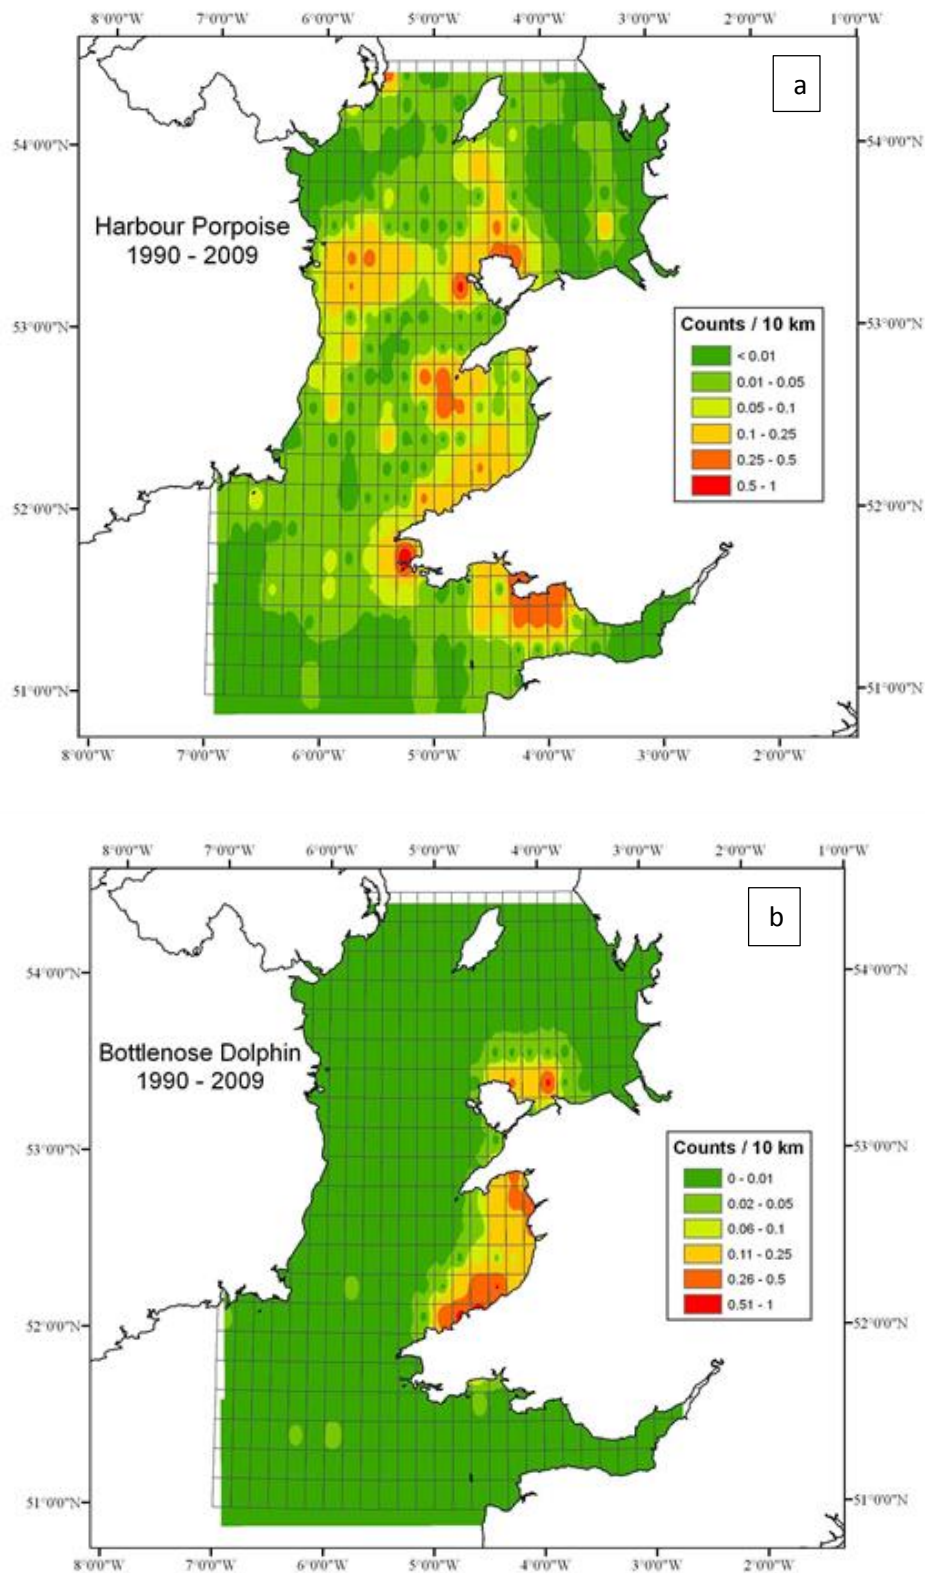 8°0'0"W 7°0'0"W 6°0'0"W 5°0'0"W 4°0'0"W 3°0'0"W 2°0'0"W 1°0'0"W
a
54°0'0"N 54°0'0"N
Harbour Porpoise
1990 - 2009
53°0'0"N 53°0'0"N
Counts / 10 km
< 0.01
0.01 - 0.05
0.05 - 0.1
0.1 - 0.25
0.25 - 0.5
0.5 - 1
52°0'0"N 52°0'0"N
51°0'0"N 51°0'0"N
8°0'0"W 7°0'0"W 6°0'0"W 5°0'0"W 4°0'0"W 3°0'0"W 2°0'0"W
8°0'0"W 7°0'0"W 6°0'0"W 5°0'0"W 4°0'0"W 3°0'0"W 2°0'0"W 1°0'0"W
b
54°0'0"N 54°0'0"N
Bottlenose Dolphin
1990 - 2009
53°0'0"N 53°0'0"N
Counts / 10 km
0 - 0.01
0.02 - 0.05
0.06 - 0.1
0.11 - 0.25
0.26 - 0.5
0.51 - 1
52°0'0"N 52°0'0"N
51°0'0"N 51°0'0"N
8°0'0"W 7°0'0"W 6°0'0"W 5°0'0"W 4°0'0"W 3°0'0"W 2°0'0"W